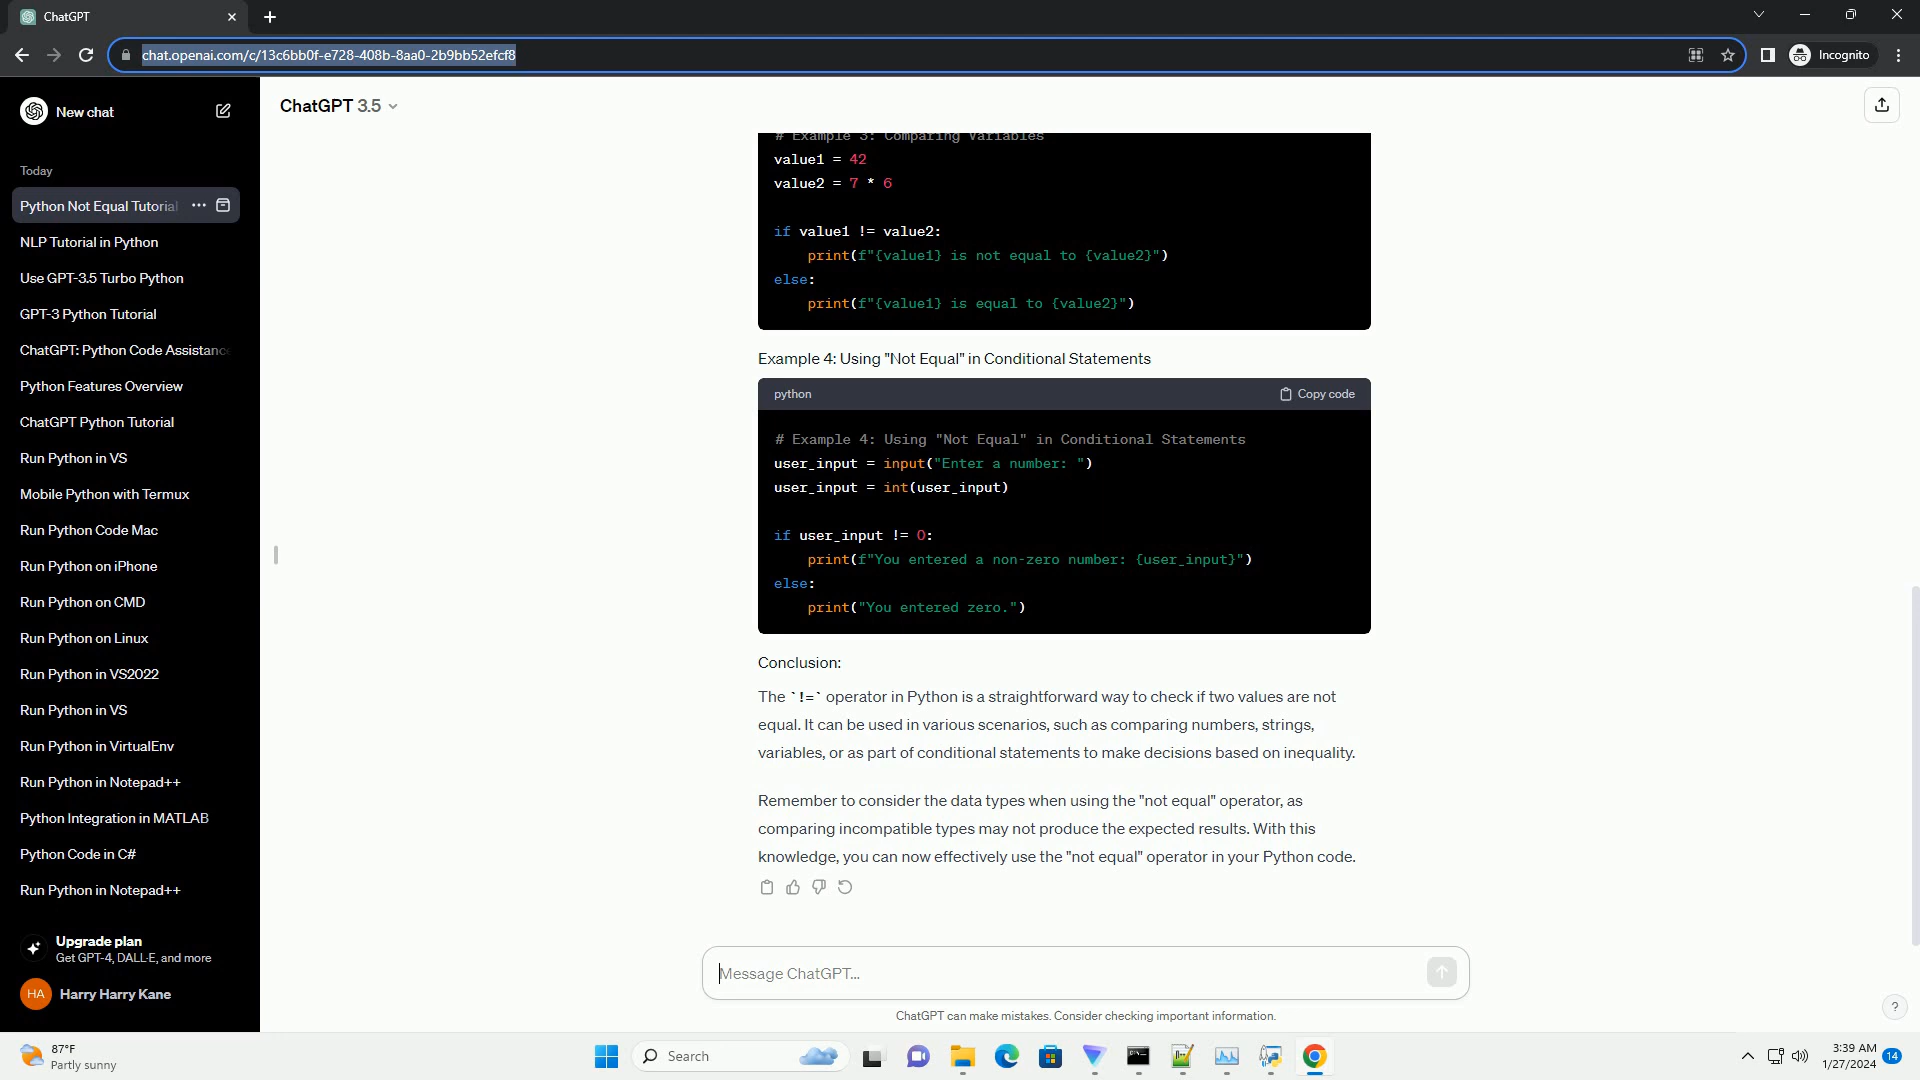 ChatGPT
chat.openai.com/c/13c6bb0f-e728-408b-8aa0-2b9bb52efcf8
Incognito
New chat
Today
Python Not Equal Tutorial
NLP Tutorial in Python
Use GPT-3.5 Turbo Python
GPT-3 Python Tutorial
ChatGPT: Python Code Assistance
Python Features Overview
ChatGPT Python Tutorial
Run Python in VS
Mobile Python with Termux
Run Python Code Mac
Run Python on iPhone
Run Python on CMD
Run Python on Linux
Run Python in VS2022
Run Python in VS
Run Python in VirtualEnv
Run Python in Notepad++
Python Integration in MATLAB
Python Code in C#
Run Python in Notepad++
Upgrade plan
Get GPT-4, DALL·E, and more
HA Harry Harry Kane
ChatGPT 3.5
# Example 3: Comparing Variables
value1 = 42
value2 = 7 * 6
if value1 != value2:
    print(f"{value1} is not equal to {value2}")
else:
    print(f"{value1} is equal to {value2}")
Example 4: Using "Not Equal" in Conditional Statements
python Copy code
# Example 4: Using "Not Equal" in Conditional Statements
user_input = input("Enter a number: ")
user_input = int(user_input)
if user_input != 0:
    print(f"You entered a non-zero number: {user_input}")
else:
    print("You entered zero.")
Conclusion:
The `!=` operator in Python is a straightforward way to check if two values are not
equal. It can be used in various scenarios, such as comparing numbers, strings,
variables, or as part of conditional statements to make decisions based on inequality.
Remember to consider the data types when using the "not equal" operator, as
comparing incompatible types may not produce the expected results. With this
knowledge, you can now effectively use the "not equal" operator in your Python code.
Message ChatGPT...
ChatGPT can make mistakes. Consider checking important information.
?
87°F
Partly sunny
Search
3:39 AM
1/27/2024
14